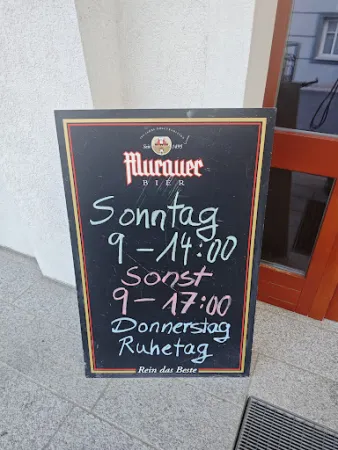 Seit 1495
Murauer
BIER
Sonntag
9 - 14:00
Sonst
9 - 17:00
Donnerstag
Ruhetag
Rein das Beste